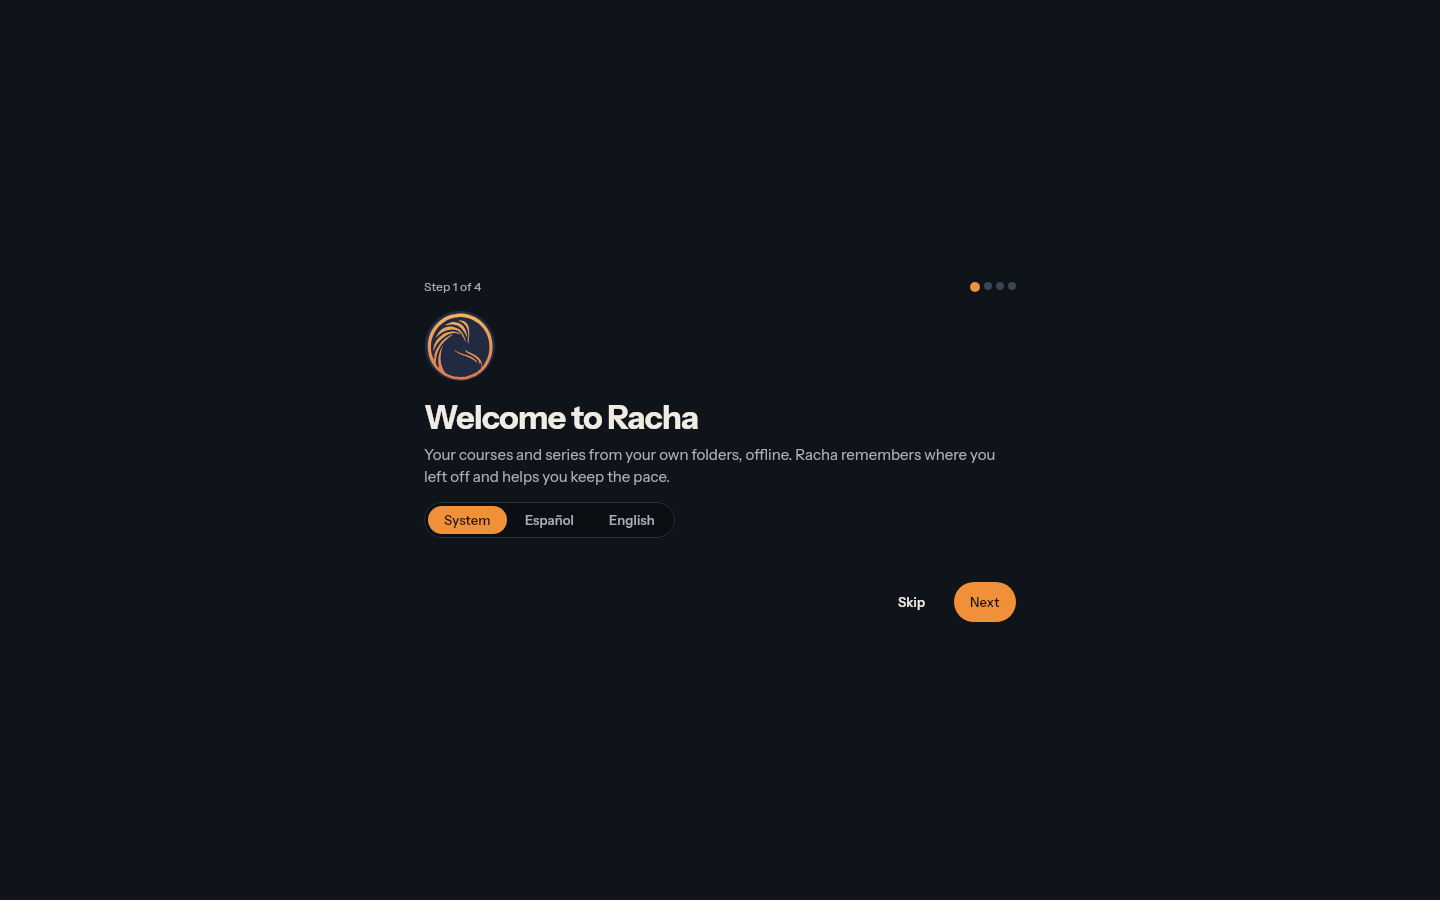 Step 1 of 4
Welcome to Racha
Your courses and series from your own folders, offline. Racha remembers where you
left off and helps you keep the pace.
System Español English
Skip Next